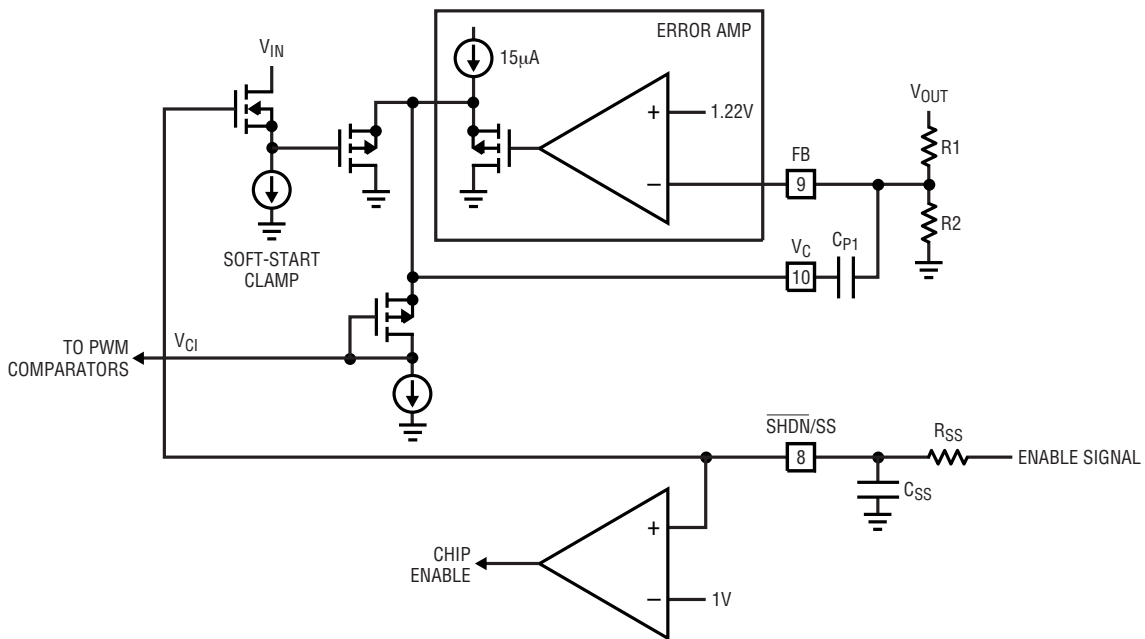 ERROR AMP
V_IN
15μA
1.22V
V_OUT
R1
FB
9
R2
SOFT-START
CLAMP
V_C
C_P1
10
V_CI
TO PWM
COMPARATORS
SHDN/SS
R_SS
8
ENABLE SIGNAL
C_SS
CHIP
ENABLE
1V
+
−
+
−